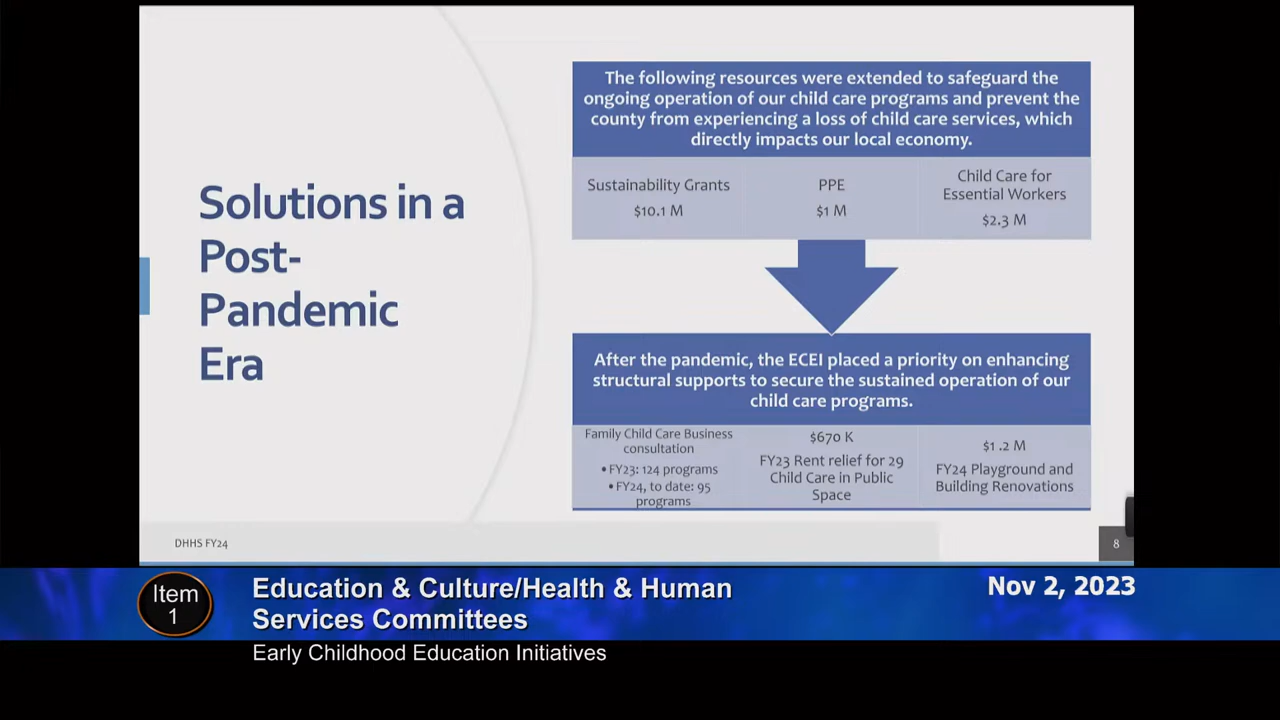 Solutions in a
Post-
Pandemic
Era
The following resources were extended to safeguard the
ongoing operation of our child care programs and prevent the
county from experiencing a loss of child care services, which
directly impacts our local economy.
Sustainability Grants
$10.1 M
PPE
$1 M
Child Care for
Essential Workers
$2.3 M
After the pandemic, the ECEI placed a priority on enhancing
structural supports to secure the sustained operation of our
child care programs.
Family Child Care Business
consultation
• FY23: 124 programs
• FY24, to date: 95
programs
$670 K
FY23 Rent relief for 29
Child Care in Public
Space
$1.2 M
FY24 Playground and
Building Renovations
DHHS FY24
8
Item
1
Education & Culture/Health & Human
Services Committees
Nov 2, 2023
Early Childhood Education Initiatives